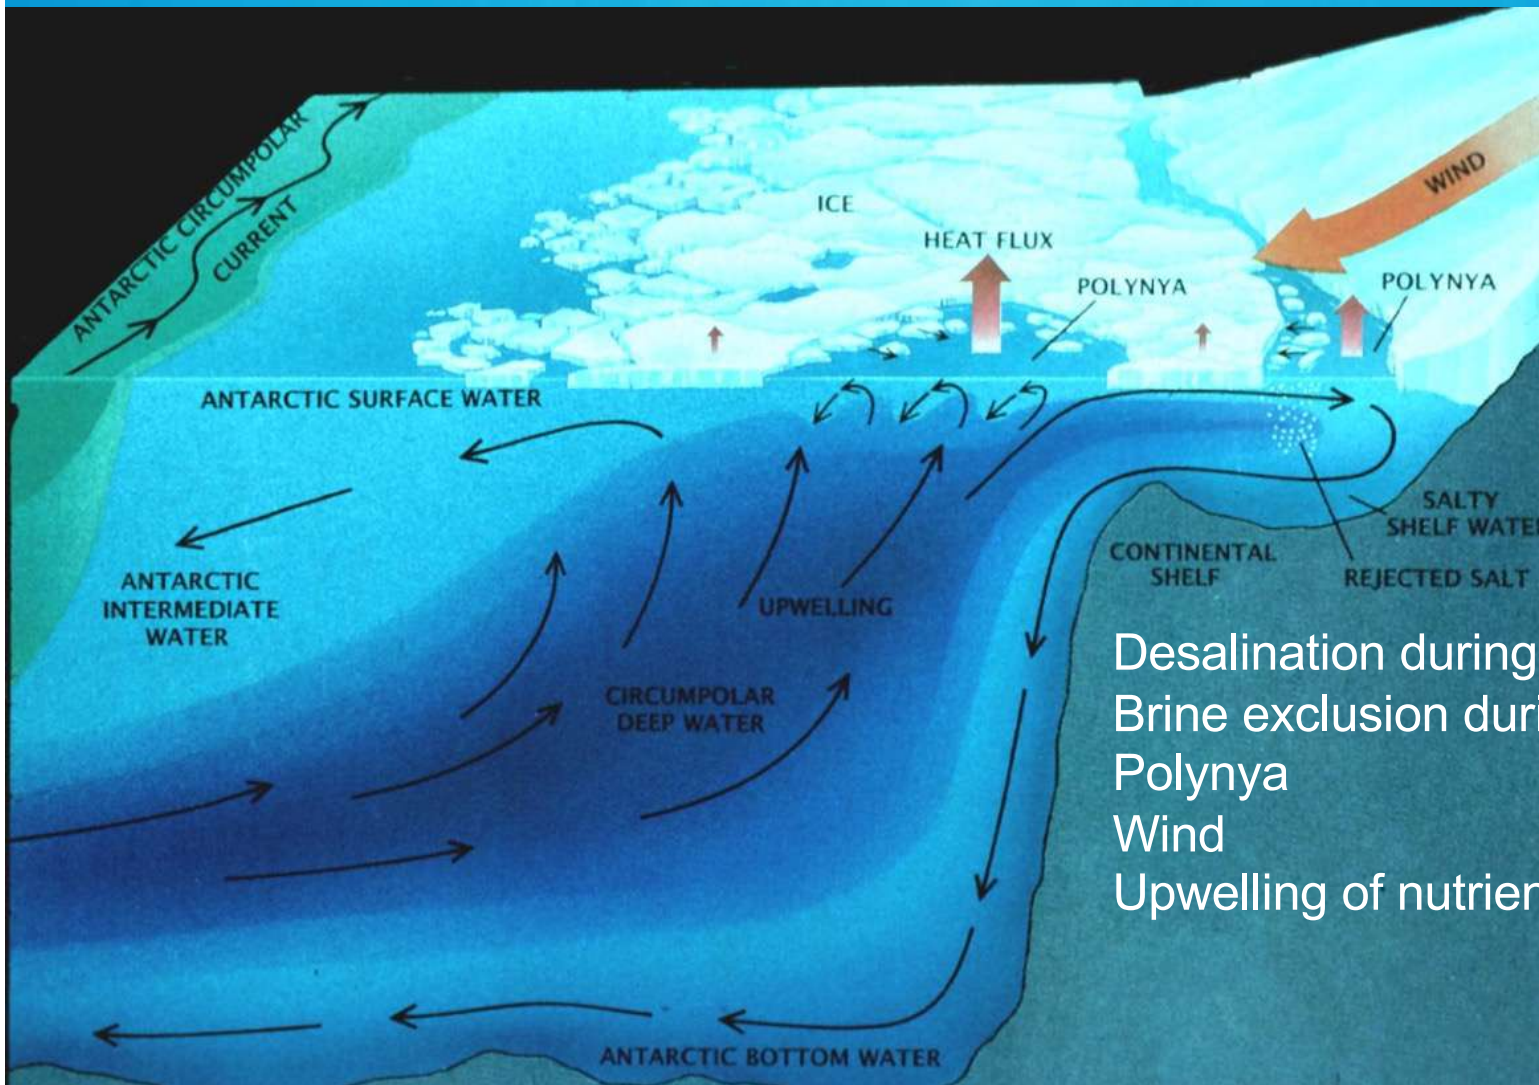 ANTARCTIC CIRCUMPOLAR
CURRENT
ICE
WIND
HEAT FLUX
POLYNYA
POLYNYA
ANTARCTIC SURFACE WATER
SALTY
SHELF WATER
CONTINENTAL
SHELF
REJECTED SALT
ANTARCTIC
INTERMEDIATE
WATER
UPWELLING
CIRCUMPOLAR
DEEP WATER
Desalination during
Brine exclusion duri
Polynya
Wind
Upwelling of nutrien
ANTARCTIC BOTTOM WATER